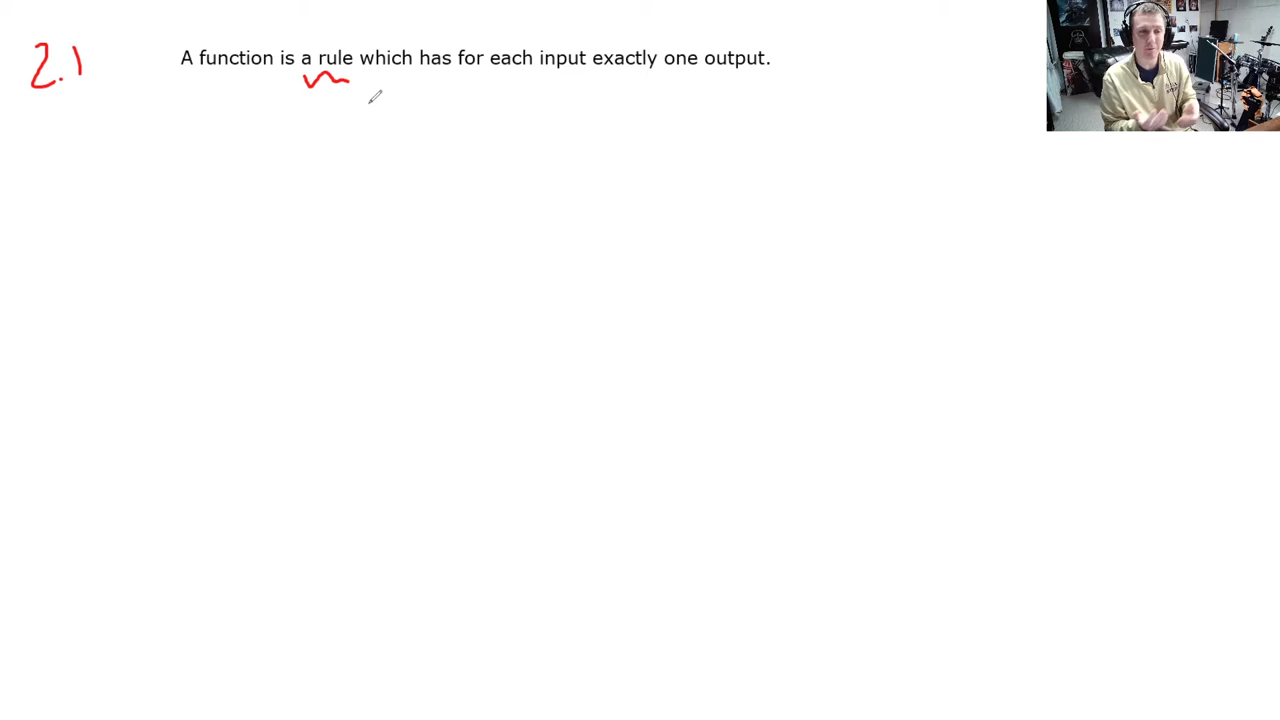 2.1
A function is a rule which has for each input exactly one output.